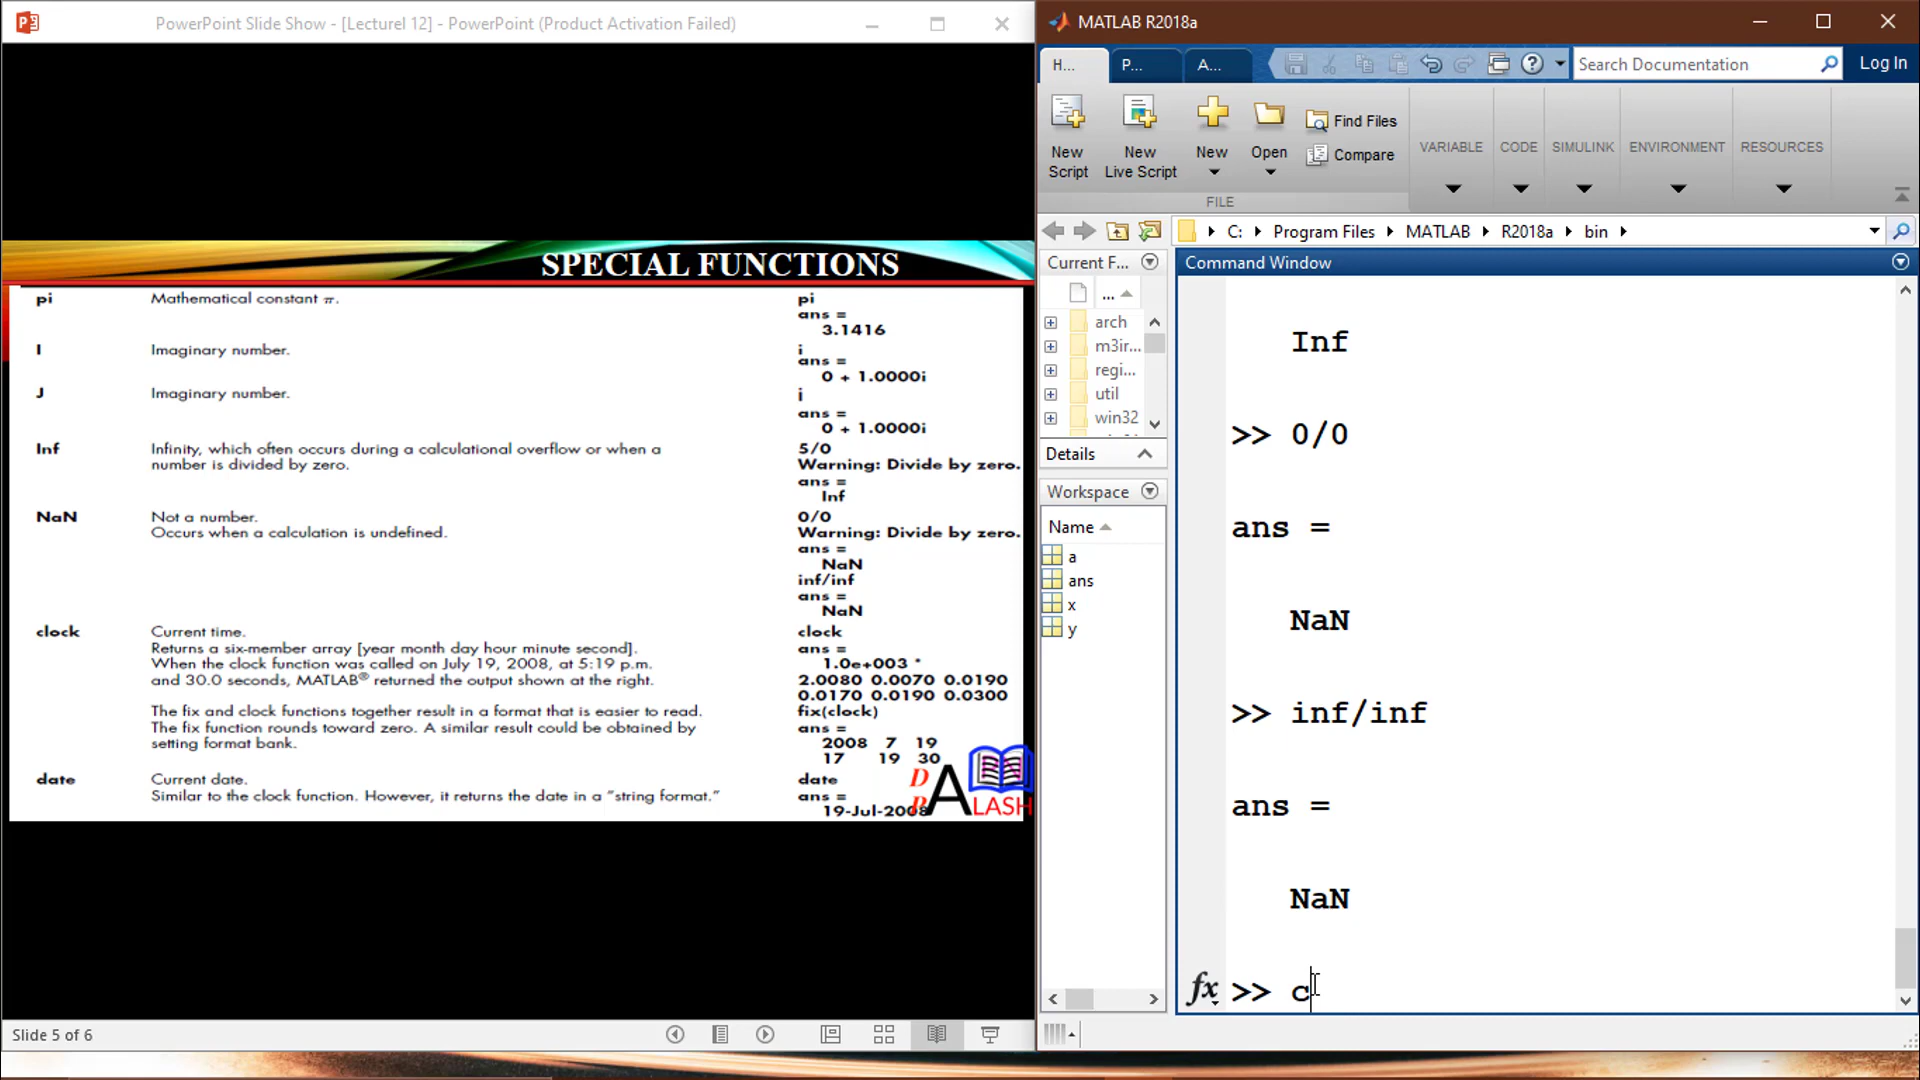 PowerPoint Slide Show - [Lecturel 12] - PowerPoint (Product Activation Failed)
SPECIAL FUNCTIONS
pi Mathematical constant π. pi
ans =
3.1416
I Imaginary number. i
ans =
0 + 1.0000i
J Imaginary number. j
ans =
0 + 1.0000i
Inf Infinity, which often occurs during a calculational overflow or when a 5/0
number is divided by zero. Warning: Divide by zero.
ans =
Inf
NaN Not a number. 0/0
Occurs when a calculation is undefined. Warning: Divide by zero.
ans =
NaN
inf/inf
ans =
NaN
clock Current time. clock
Returns a six-member array [year month day hour minute second]. ans =
When the clock function was called on July 19, 2008, at 5:19 p.m. 1.0e+003 *
and 30.0 seconds, MATLAB® returned the output shown at the right. 2.0080 0.0070 0.0190
0.0170 0.0190 0.0300
The fix and clock functions together result in a format that is easier to read. fix(clock)
The fix function rounds toward zero. A similar result could be obtained by ans =
setting format bank. 2008 7 19
17 19 30
date Current date. date
Similar to the clock function. However, it returns the date in a “string format.” ans =
19-Jul-2008
ALASH
Slide 5 of 6
MATLAB R2018a
H... P... A... Search Documentation Log In
New Script
New Live Script
New
Open
Find Files
Compare
FILE
VARIABLE CODE SIMULINK ENVIRONMENT RESOURCES
C: Program Files MATLAB R2018a bin
Current F...
...
arch
m3ir...
regi...
util
win32
Details
Workspace
Name
a
ans
x
y
Command Window
Inf
>> 0/0
ans =
NaN
>> inf/inf
ans =
NaN
fx >> c